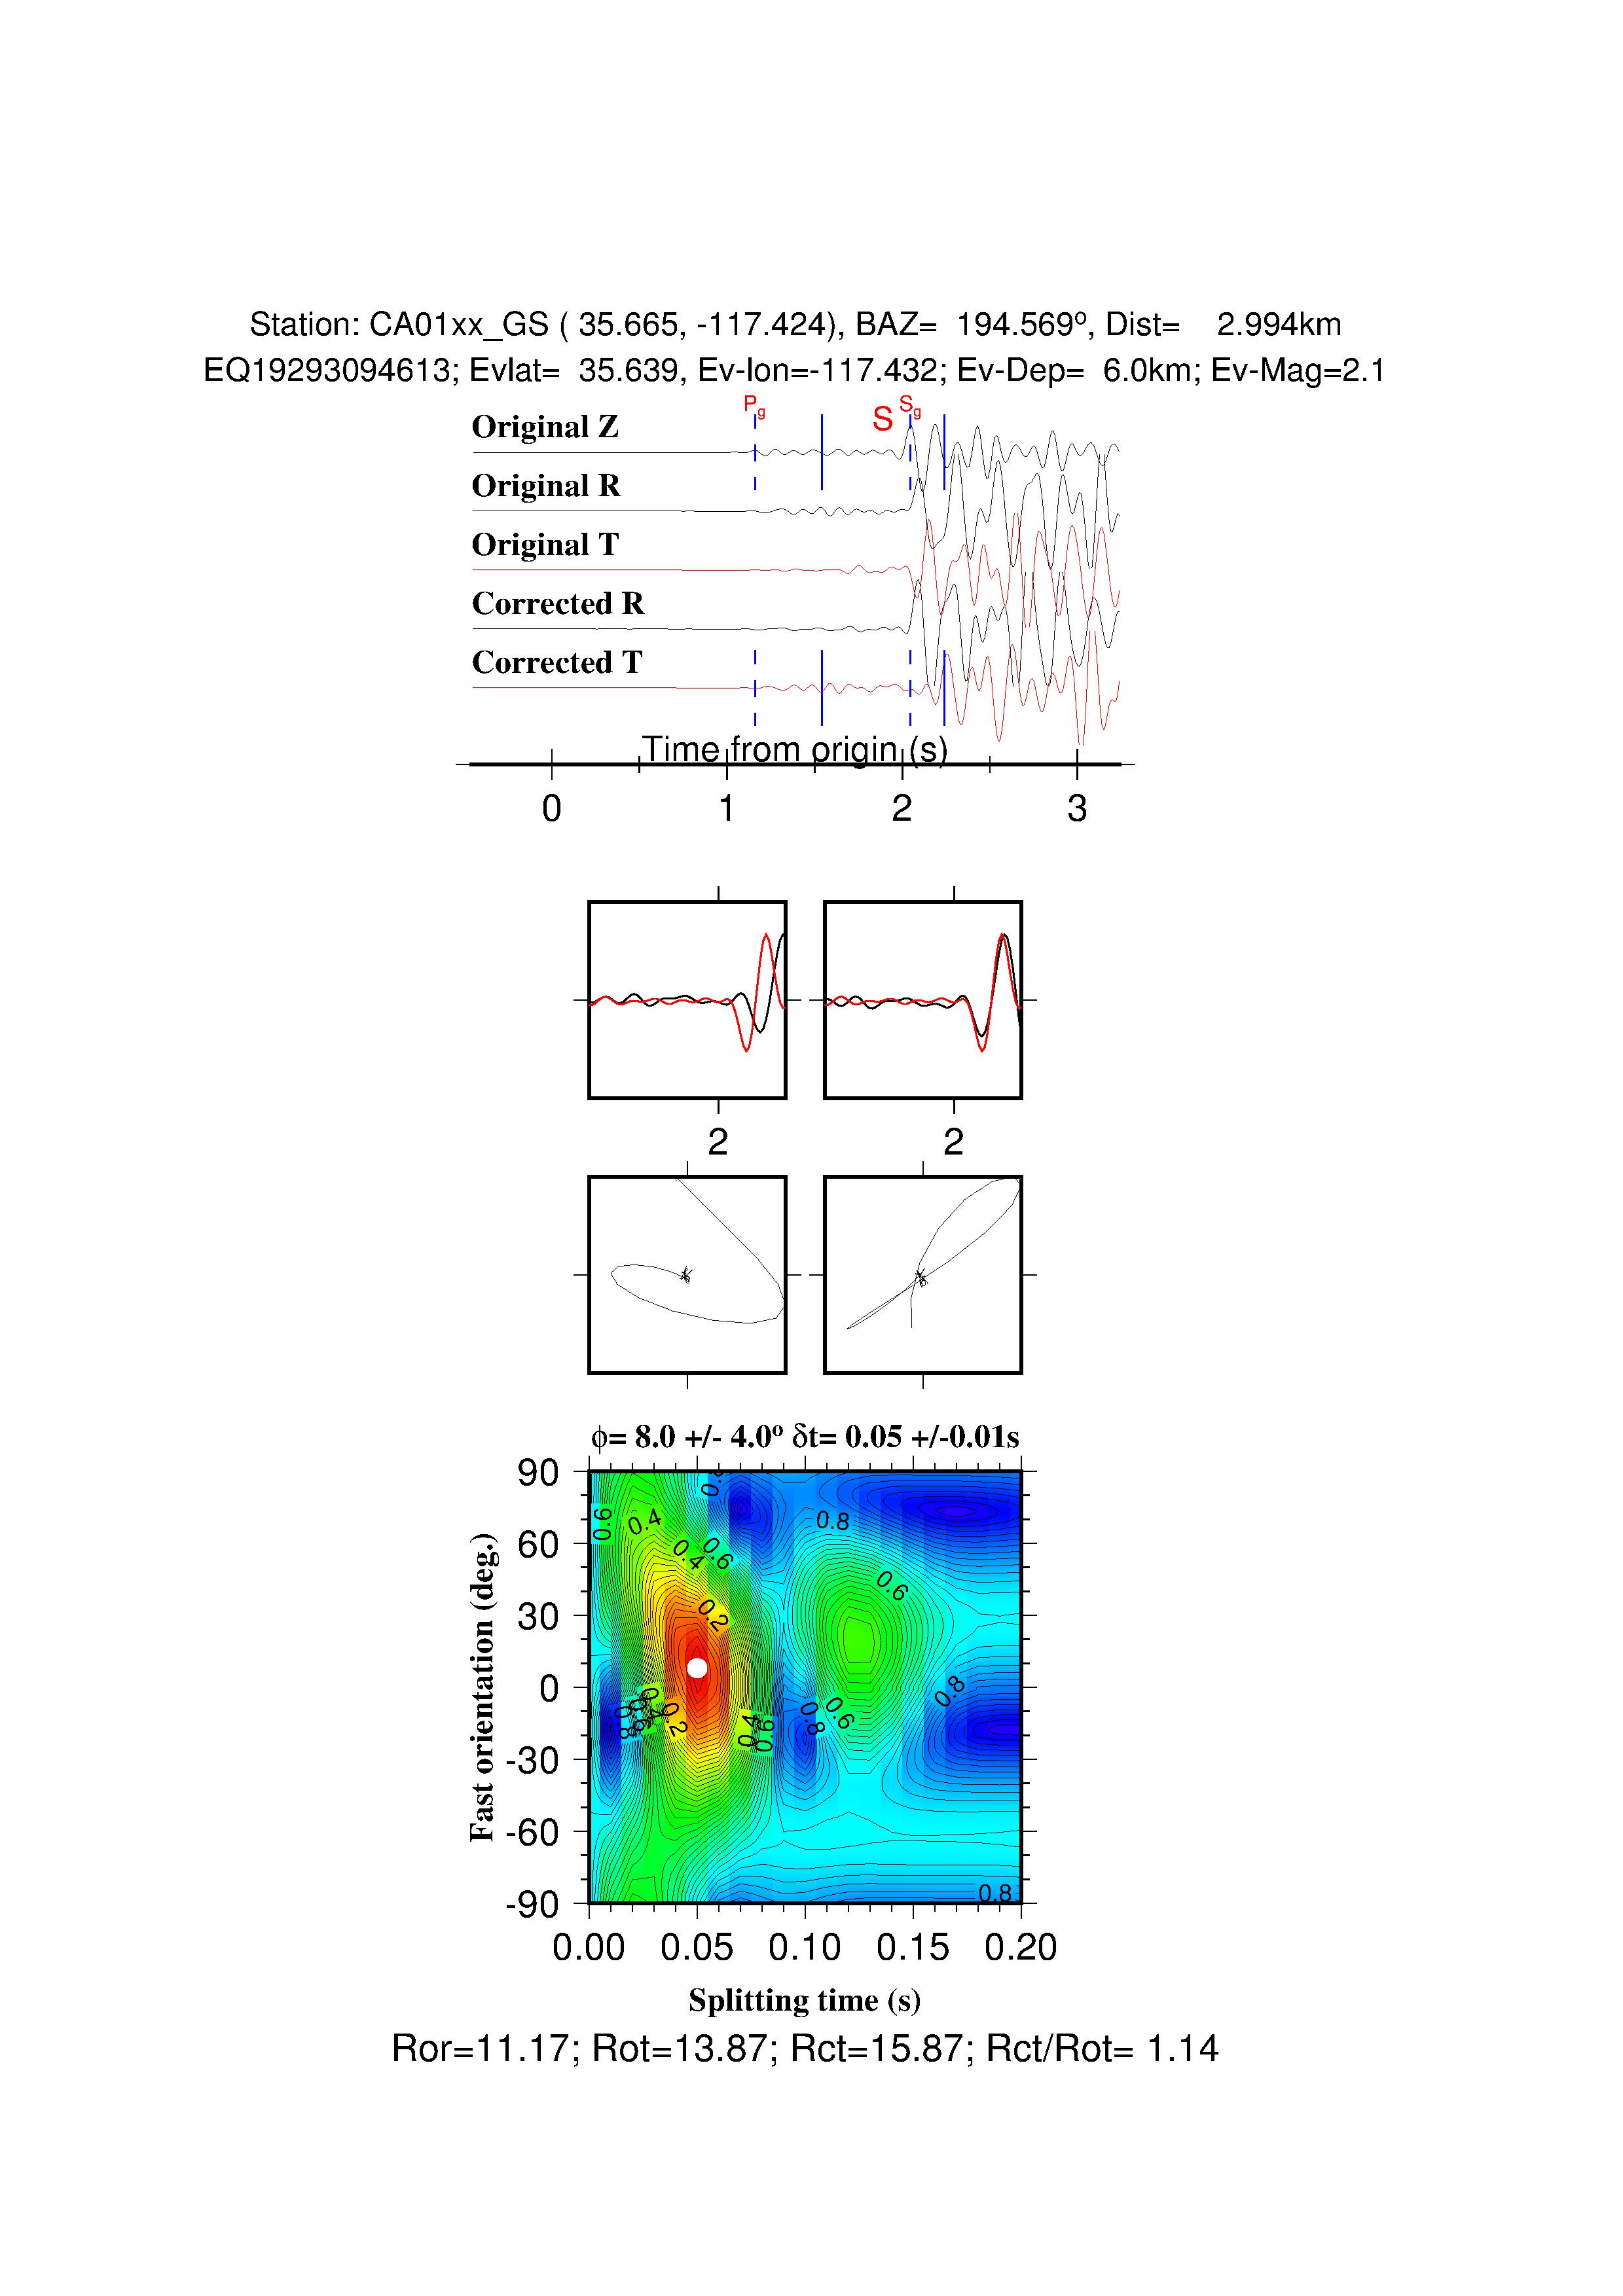 Station: CA01xx_GS ( 35.665, -117.424), BAZ= 194.569º, Dist= 2.994km
EQ19293094613; Evlat= 35.639, Ev-lon=-117.432; Ev-Dep= 6.0km; Ev-Mag=2.1
Pg S Sg
Original Z
Original R
Original T
Corrected R
Corrected T
Time from origin (s)
0 1 2 3
2 2
ϕ= 8.0 +/- 4.0º δt= 0.05 +/-0.01s
90
60
30
0
-30
-60
-90
Fast orientation (deg.)
0.6 0.4 0.4 0.6 0.8 0.6
0.2
0.8 0.2 0.4 0.6 0.8 0.6 0.8
0.8
0.00 0.05 0.10 0.15 0.20
Splitting time (s)
Ror=11.17; Rot=13.87; Rct=15.87; Rct/Rot= 1.14